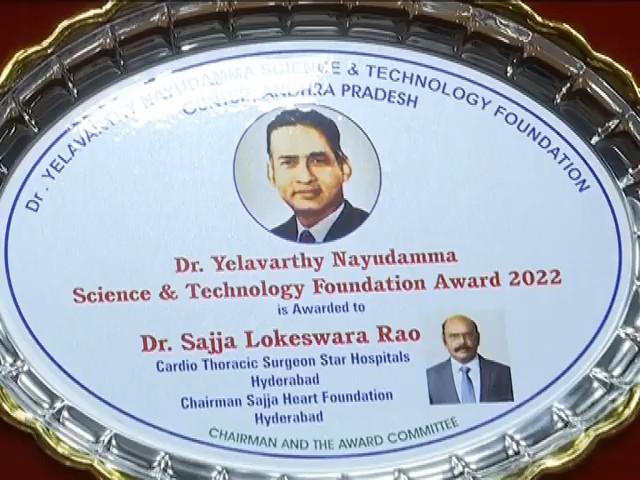 Dr. YELAVARTHY NAYUDAMMA SCIENCE & TECHNOLOGY FOUNDATION
GUNTUR, ANDHRA PRADESH
Dr. Yelavarthy Nayudamma
Science & Technology Foundation Award 2022
is Awarded to
Dr. Sajja Lokeswara Rao
Cardio Thoracic Surgeon Star Hospitals
Hyderabad
Chairman Sajja Heart Foundation
Hyderabad
CHAIRMAN AND THE AWARD COMMITTEE